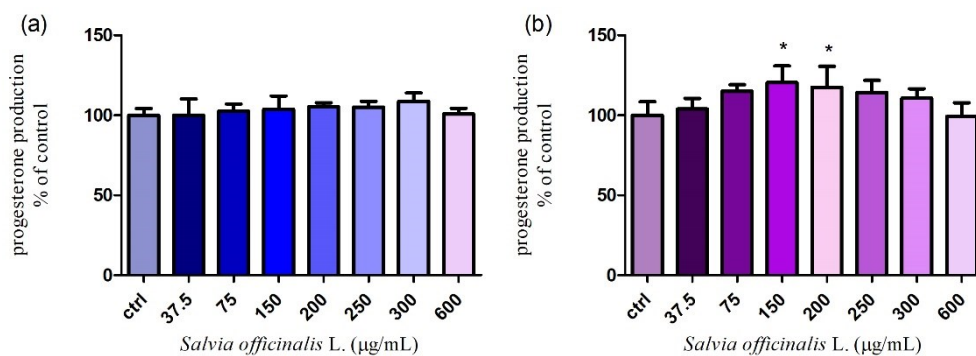 (a)
progesterone production
% of control
150
100
50
0
ctrl 37.5 75 150 200 250 300 600
Salvia officinalis L. (μg/mL)
(b)
progesterone production
% of control
150
100
50
0
* *
ctrl 37.5 75 150 200 250 300 600
Salvia officinalis L. (μg/mL)